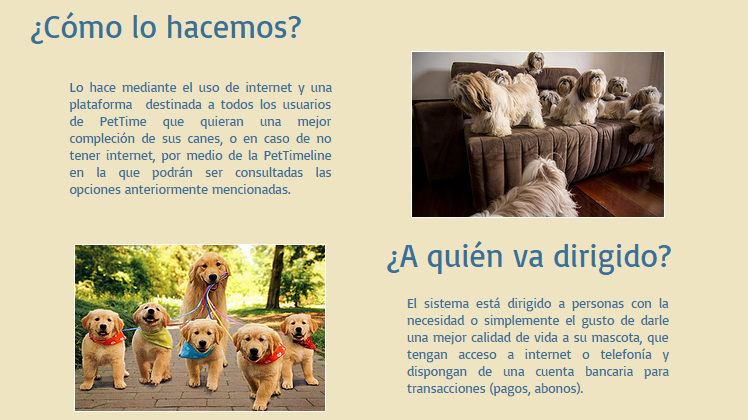 ¿Cómo lo hacemos?
Lo hace mediante el uso de internet y una
plataforma destinada a todos los usuarios
de PetTime que quieran una mejor
compleción de sus canes, o en caso de no
tener internet, por medio de la PetTimeline
en la que podrán ser consultadas las
opciones anteriormente mencionadas.
¿A quién va dirigido?
El sistema está dirigido a personas con la
necesidad o simplemente el gusto de darle
una mejor calidad de vida a su mascota, que
tengan acceso a internet o telefonía y
dispongan de una cuenta bancaria para
transacciones (pagos, abonos).